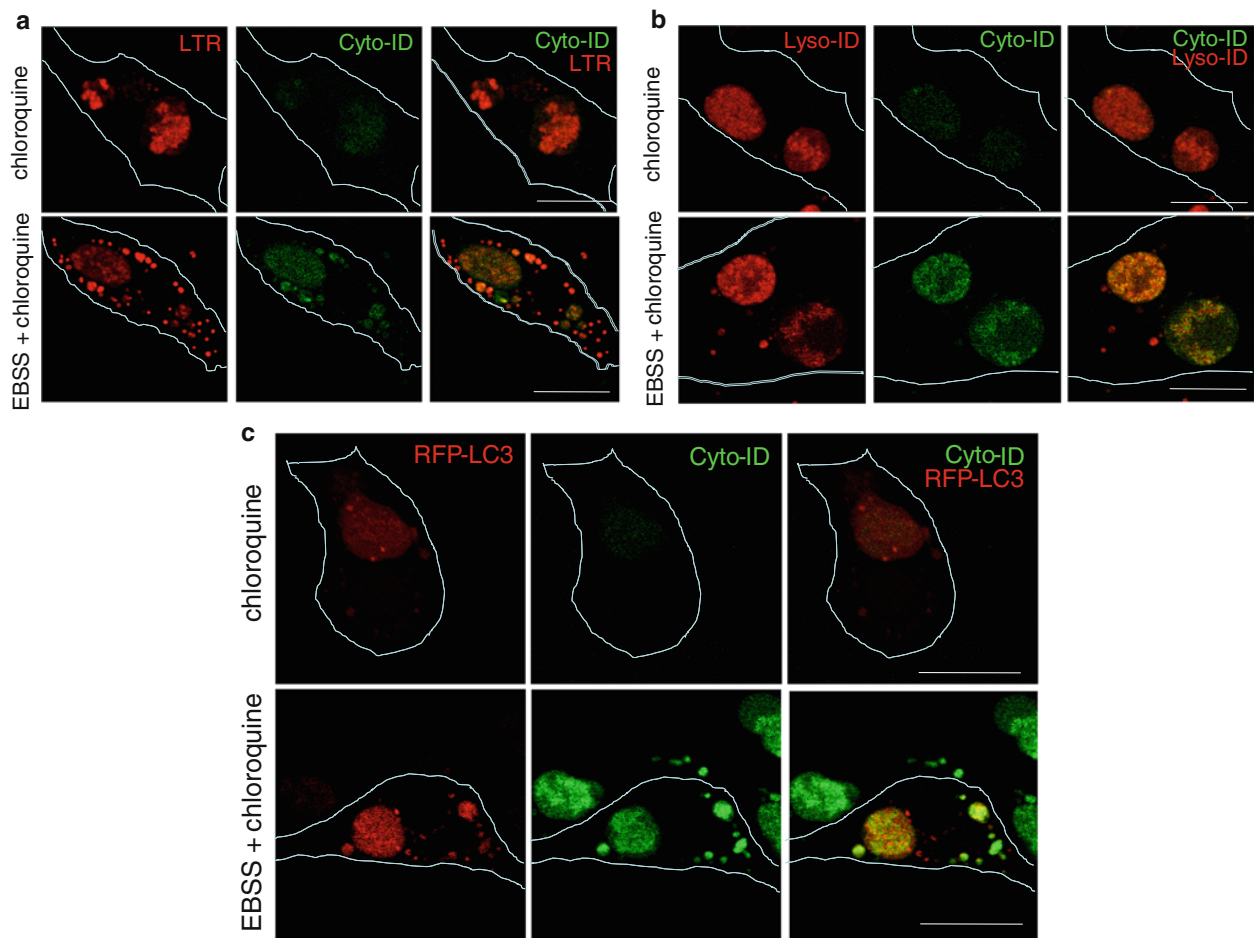 a
LTR
Cyto-ID
Cyto-ID
LTR
chloroquine
EBSS + chloroquine
b
Lyso-ID
Cyto-ID
Cyto-ID
Lyso-ID
chloroquine
EBSS + chloroquine
c
RFP-LC3
Cyto-ID
Cyto-ID
RFP-LC3
chloroquine
EBSS + chloroquine